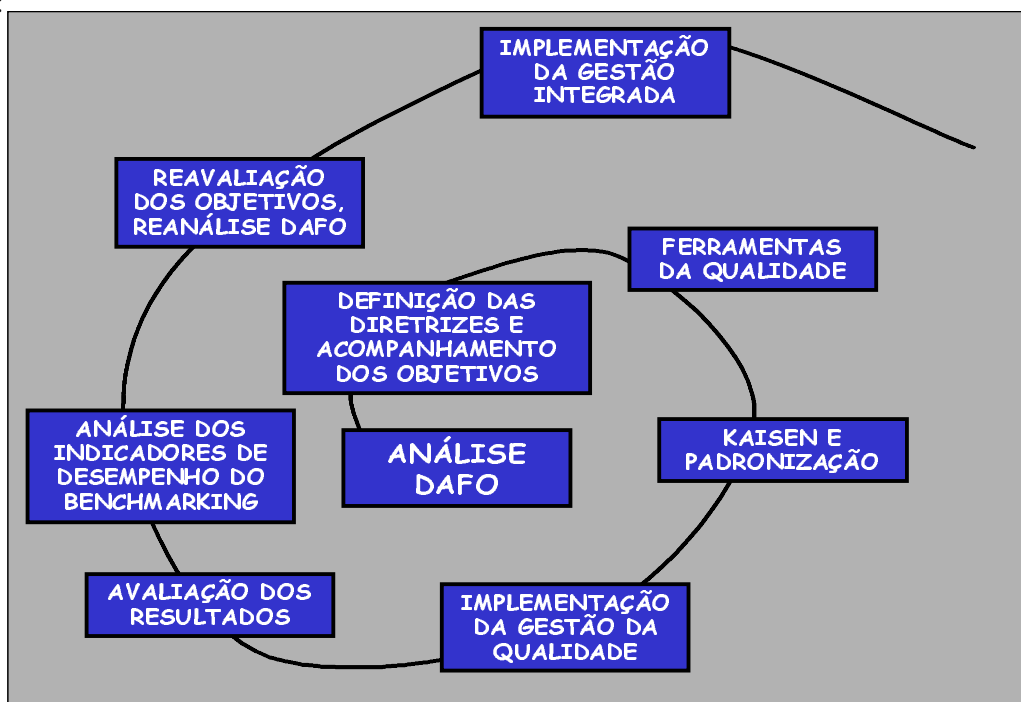 IMPLEMENTAÇÃO
DA GESTÃO
INTEGRADA
REAVALIAÇÃO
DOS OBJETIVOS,
REANÁLISE DAFO
FERRAMENTAS
DA QUALIDADE
DEFINIÇÃO DAS
DIRETRIZES E
ACOMPANHAMENTO
DOS OBJETIVOS
ANÁLISE DOS
INDICADORES DE
DESEMPENHO DO
BENCHMARKING
ANÁLISE
DAFO
KAISEN E
PADRONIZAÇÃO
AVALIAÇÃO DOS
RESULTADOS
IMPLEMENTAÇÃO
DA GESTÃO DA
QUALIDADE